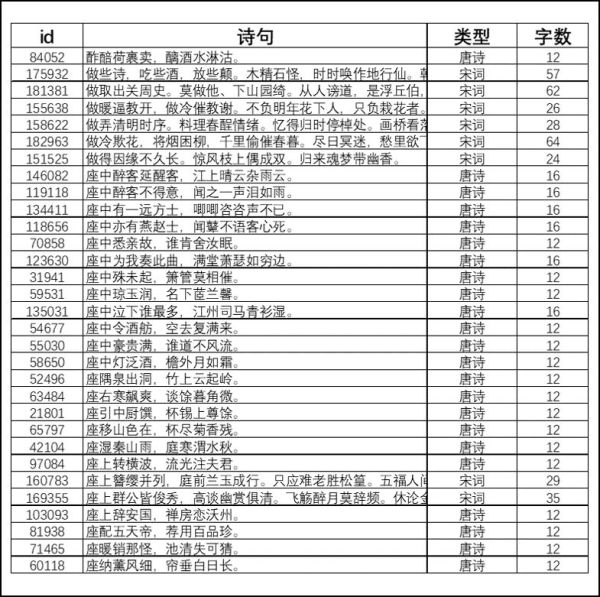 id 诗句 类型 字数
84052 酢醅荷裹卖，醨酒水淋沽。 唐诗 12
175932 做些诗，吃些酒，放些颠。木精石怪，时时唤作地行仙。 宋词 57
181381 做取出关周史。莫做他、下山园绮。从人谤道，是浮丘伯， 宋词 62
155638 做暖逼教开，做冷催教谢。不负明年花下人，只负栽花者。 宋词 26
158622 做弄清明时序。料理春酲情绪。忆得归时停棹处。画桥看落 宋词 28
182963 做冷欺花，将烟困柳，千里偷催春暮。尽日冥迷，愁里欲飞 宋词 64
151525 做得因缘不久长。惊风枝上偶成双。归来魂梦带幽香。 宋词 24
146082 座中醉客延醒客，江上晴云杂雨云。 唐诗 16
119118 座中醉客不得意，闻之一声泪如雨。 唐诗 16
134411 座中有一远方士，唧唧咨咨声不已。 唐诗 16
118656 座中亦有燕赵士，闻鼙不语客心死。 唐诗 16
70858 座中悉亲故，谁肯舍汝眠。 唐诗 12
123630 座中为我奏此曲，满堂萧瑟如穷边。 唐诗 16
31941 座中殊未起，箫管莫相催。 唐诗 12
59531 座中琼玉润，名下茝兰馨。 唐诗 12
135031 座中泣下谁最多，江州司马青衫湿。 唐诗 16
54677 座中令酒舫，空去复满来。 唐诗 12
55030 座中豪贵满，谁道不风流。 唐诗 12
58650 座中灯泛酒，檐外月如霜。 唐诗 12
52496 座隅泉出洞，竹上云起岭。 唐诗 12
63484 座右寒飙爽，谈馀暮角微。 唐诗 12
21801 座引中厨馔，杯锡上尊馀。 唐诗 12
65797 座移山色在，杯尽菊香残。 唐诗 12
42104 座湿秦山雨，庭寒渭水秋。 唐诗 12
97084 座上转横波，流光注夫君。 唐诗 12
160783 座上簪缨并列，庭前兰玉成行。只应难老胜松篁。五福人间 宋词 29
169355 座上群公皆俊秀，高谈幽赏俱清。飞觞醉月莫辞频。休论金 宋词 35
103093 座上辞安国，禅房恋沃州。 唐诗 12
81938 座配五天帝，荐用百品珍。 唐诗 12
71465 座暖销那怪，池清失可猜。 唐诗 12
60118 座纳薰风细，帘垂白日长。 唐诗 12